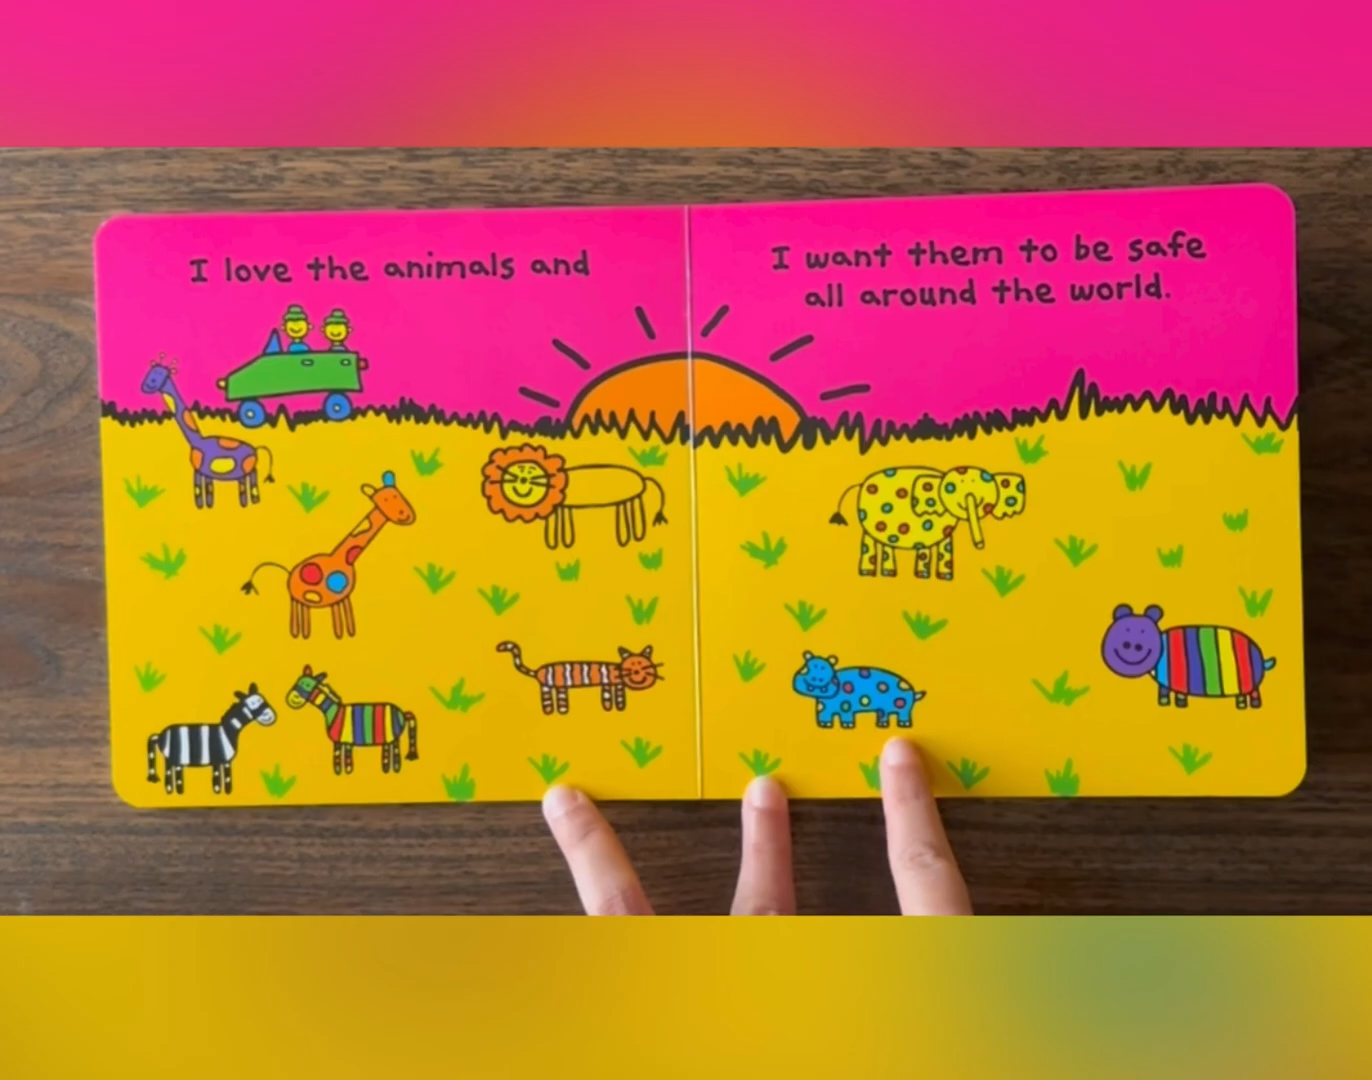 I love the animals and
I want them to be safe
all around the world.